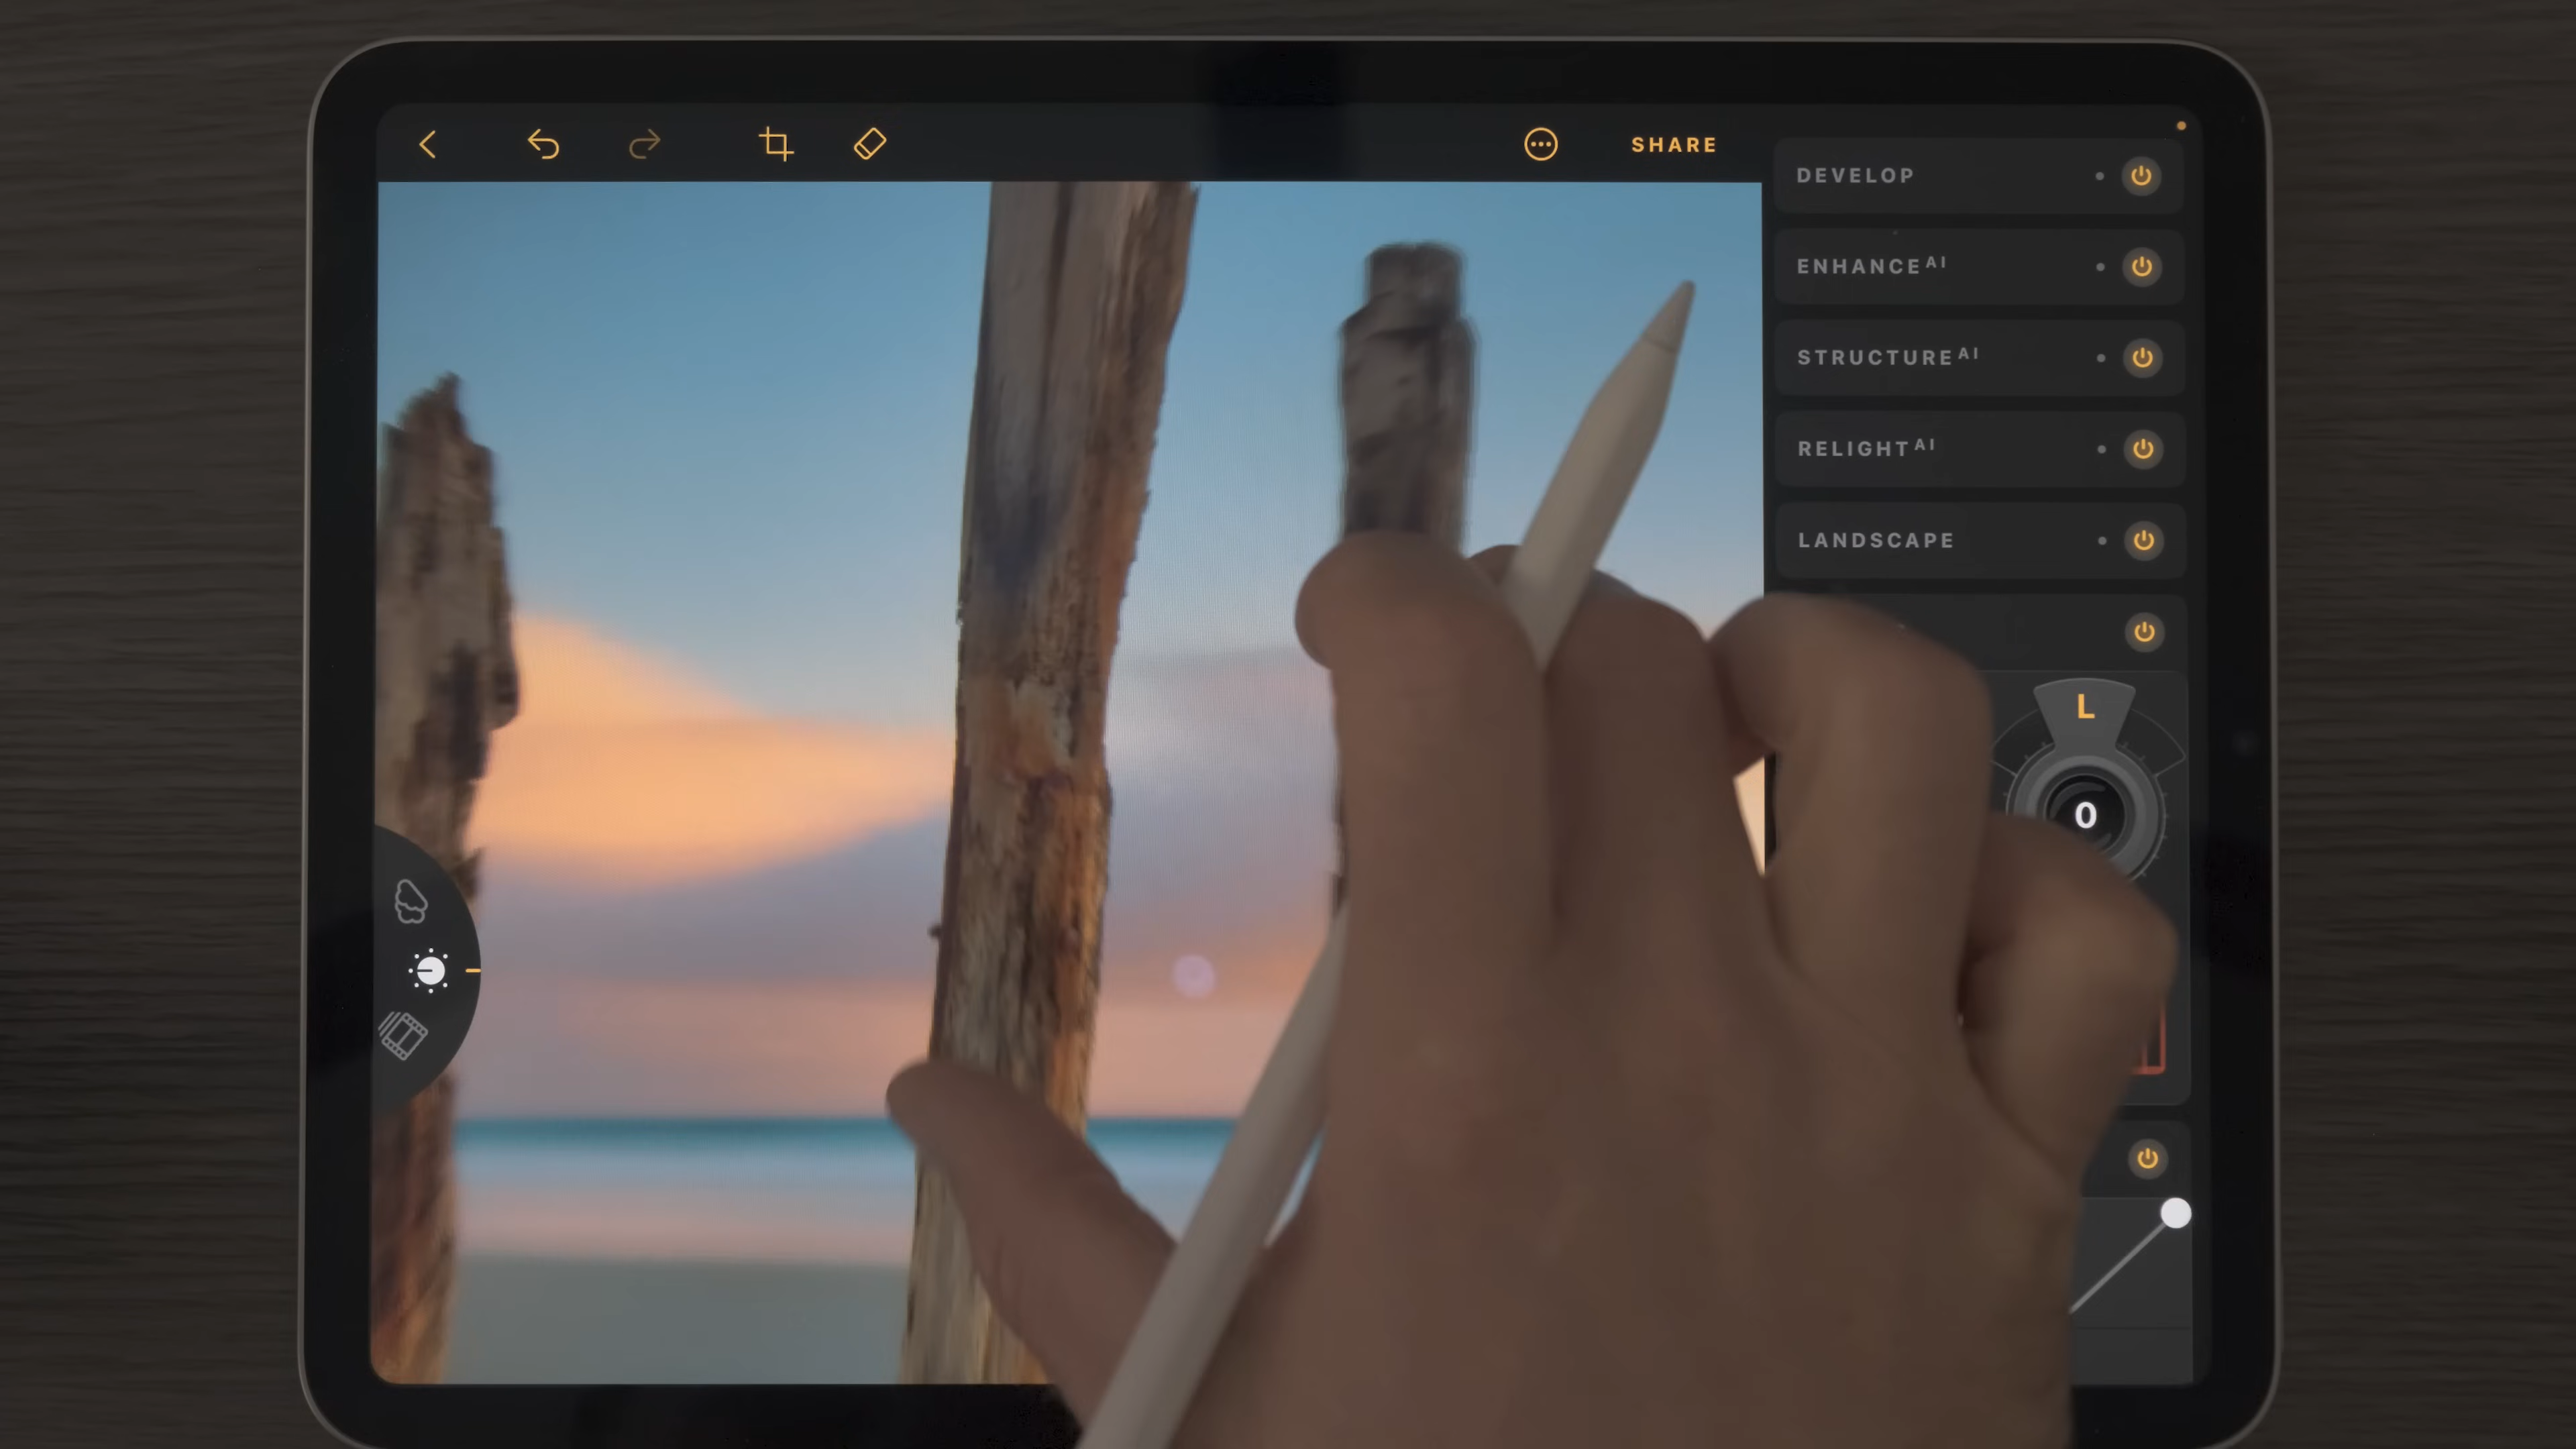 SHARE
DEVELOP
ENHANCE AI
STRUCTURE AI
RELIGHT AI
LANDSCAPE
L
0